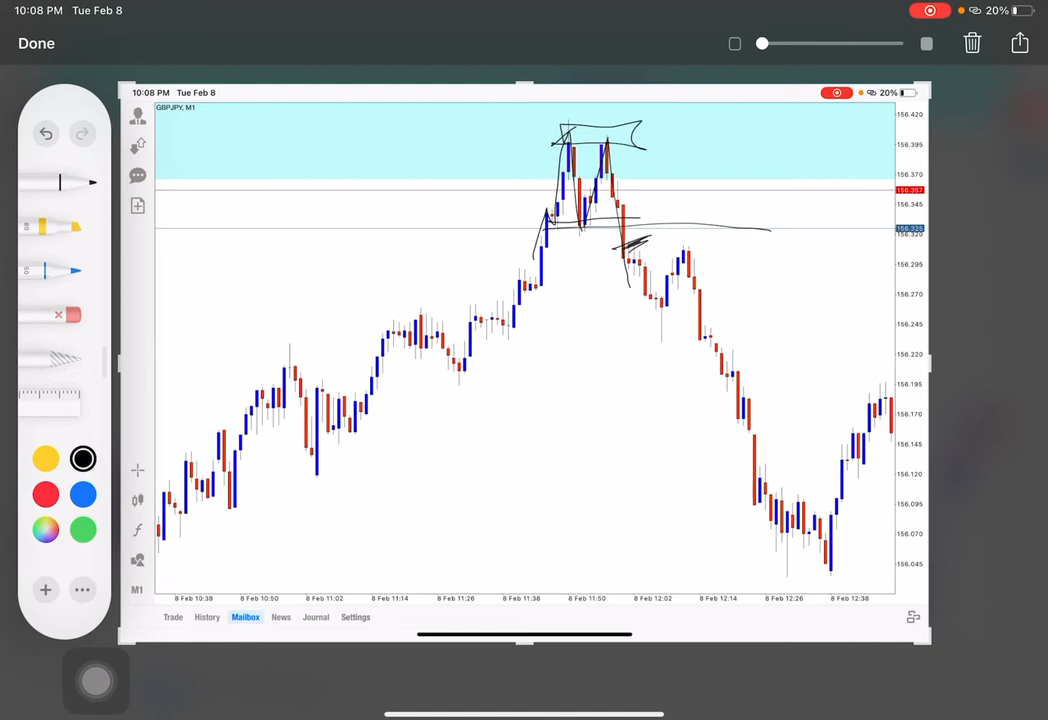 10:08 PM Tue Feb 8
20%
Done
10:08 PM Tue Feb 8
20%
GBPJPY, M1
156.420
156.395
156.370
156.357
156.345
156.325
156.320
156.295
156.270
156.245
156.220
156.195
156.170
156.145
156.120
156.095
156.070
156.045
80
50
M1
8 Feb 10:38
8 Feb 10:50
8 Feb 11:02
8 Feb 11:14
8 Feb 11:26
8 Feb 11:38
8 Feb 11:50
8 Feb 12:02
8 Feb 12:14
8 Feb 12:26
8 Feb 12:38
Trade
History
Mailbox
News
Journal
Settings